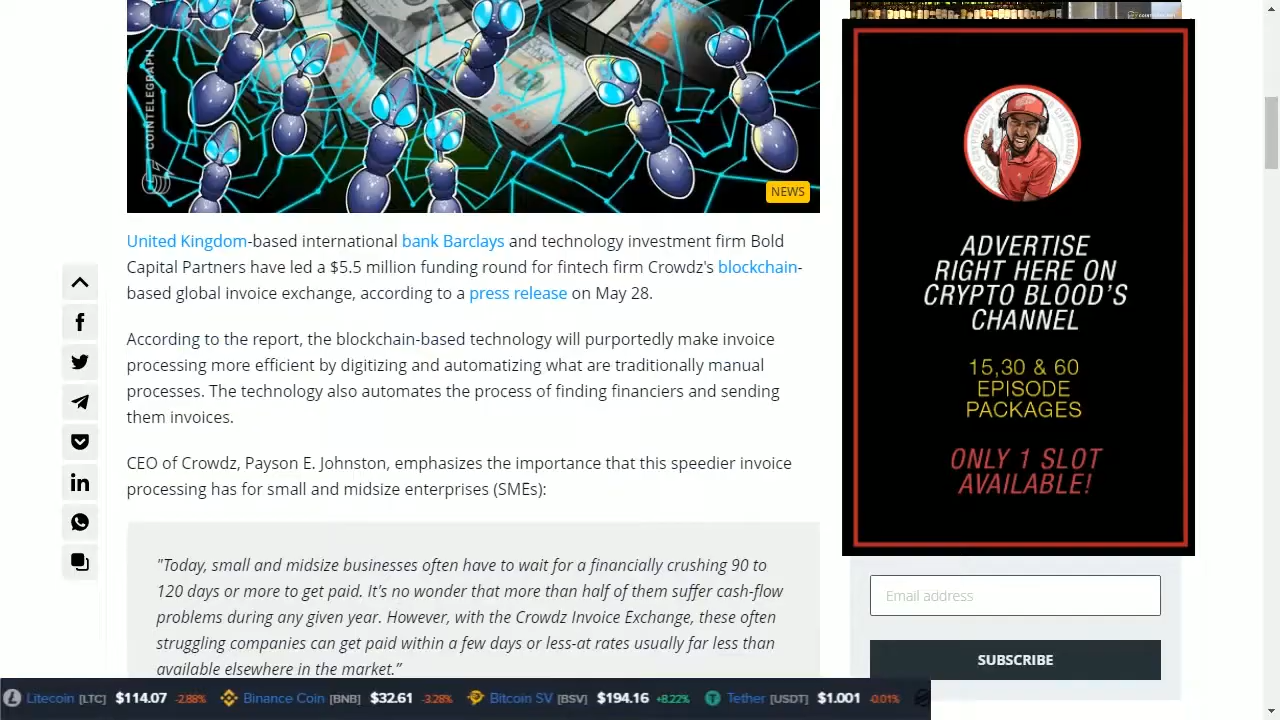 COINTELEGRAPH
NEWS
United Kingdom-based international bank Barclays and technology investment firm Bold
Capital Partners have led a $5.5 million funding round for fintech firm Crowdz's blockchain-
based global invoice exchange, according to a press release on May 28.
According to the report, the blockchain-based technology will purportedly make invoice
processing more efficient by digitizing and automatizing what are traditionally manual
processes. The technology also automates the process of finding financiers and sending
them invoices.
CEO of Crowdz, Payson E. Johnston, emphasizes the importance that this speedier invoice
processing has for small and midsize enterprises (SMEs):
"Today, small and midsize businesses often have to wait for a financially crushing 90 to
120 days or more to get paid. It's no wonder that more than half of them suffer cash-flow
problems during any given year. However, with the Crowdz Invoice Exchange, these often
struggling companies can get paid within a few days or less-at rates usually far less than
available elsewhere in the market.”
ADVERTISE
RIGHT HERE ON
CRYPTO BLOOD'S
CHANNEL
15,30 & 60
EPISODE
PACKAGES
ONLY 1 SLOT
AVAILABLE!
Email address
SUBSCRIBE
Litecoin [LTC] $114.07 -2.88% Binance Coin [BNB] $32.61 -3.28% Bitcoin SV [BSV] $194.16 +8.22% Tether [USDT] $1.001 -0.01%